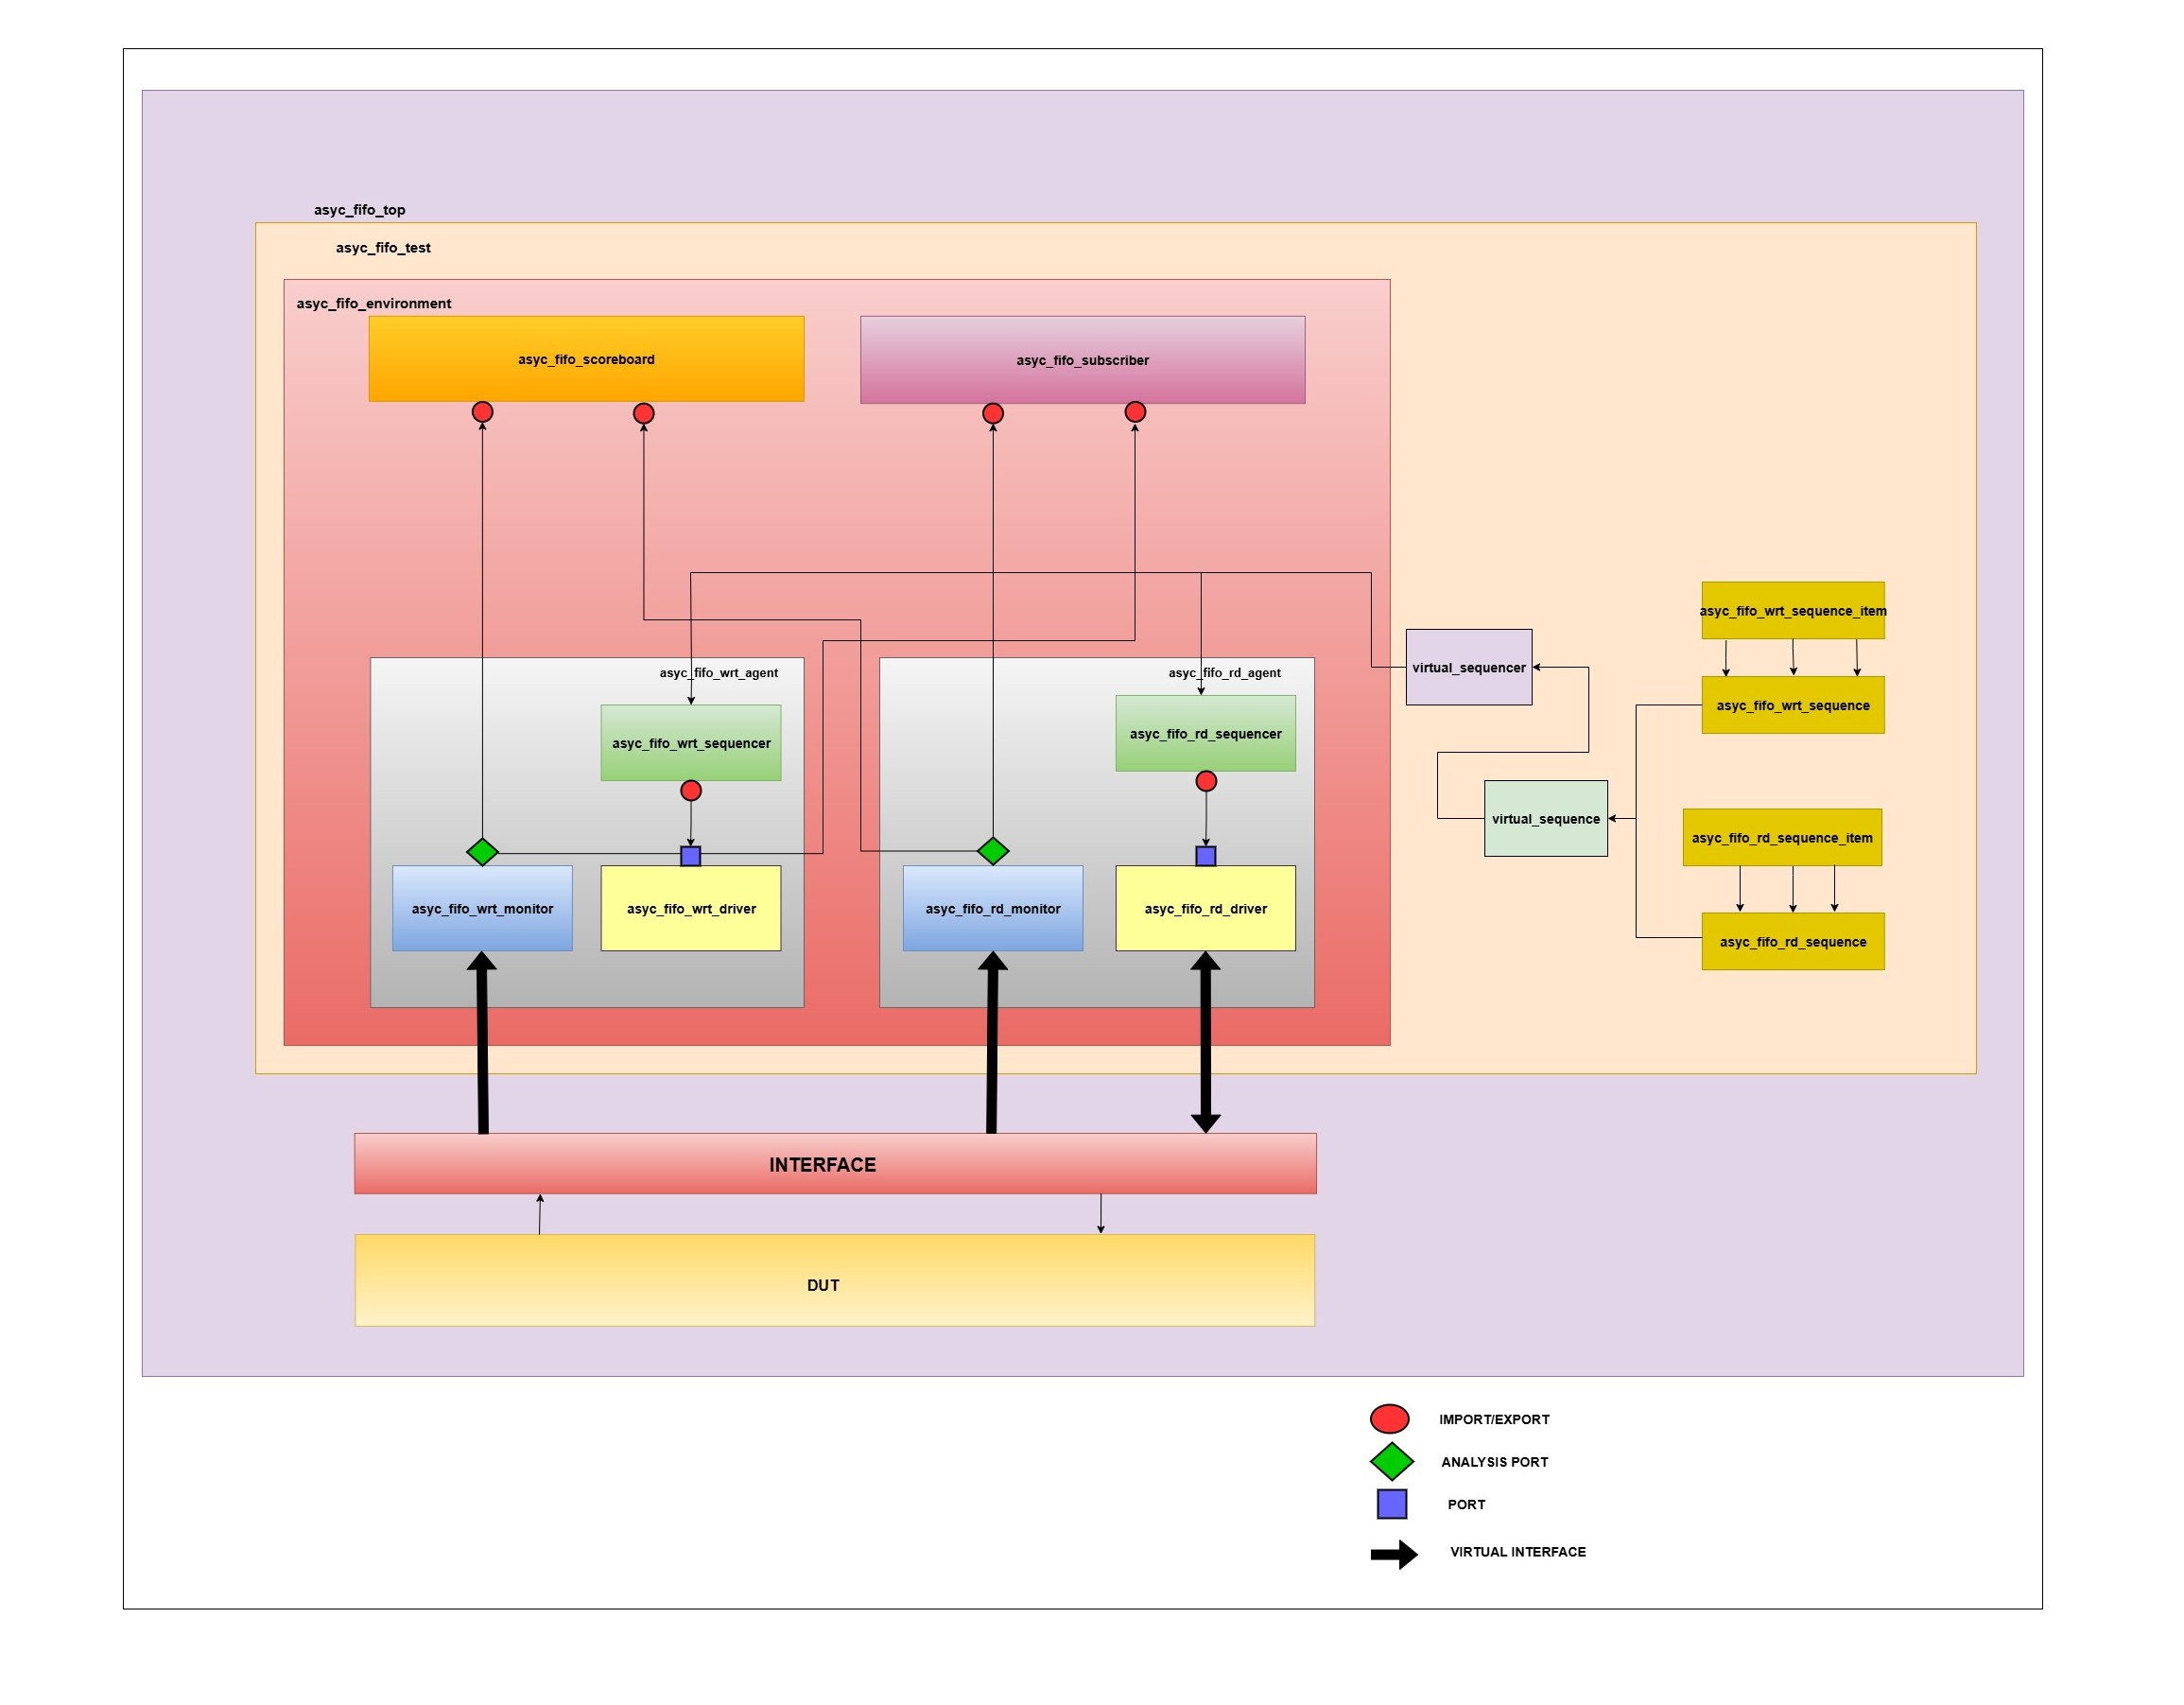 asyc_fifo_top
asyc_fifo_test
asyc_fifo_environment
asyc_fifo_scoreboard
asyc_fifo_subscriber
asyc_fifo_wrt_sequence_item
virtual_sequencer
asyc_fifo_wrt_agent
asyc_fifo_rd_agent
asyc_fifo_wrt_sequence
asyc_fifo_wrt_sequencer
asyc_fifo_rd_sequencer
virtual_sequence
asyc_fifo_rd_sequence_item
asyc_fifo_wrt_monitor
asyc_fifo_wrt_driver
asyc_fifo_rd_monitor
asyc_fifo_rd_driver
asyc_fifo_rd_sequence
INTERFACE
DUT
IMPORT/EXPORT
ANALYSIS PORT
PORT
VIRTUAL INTERFACE